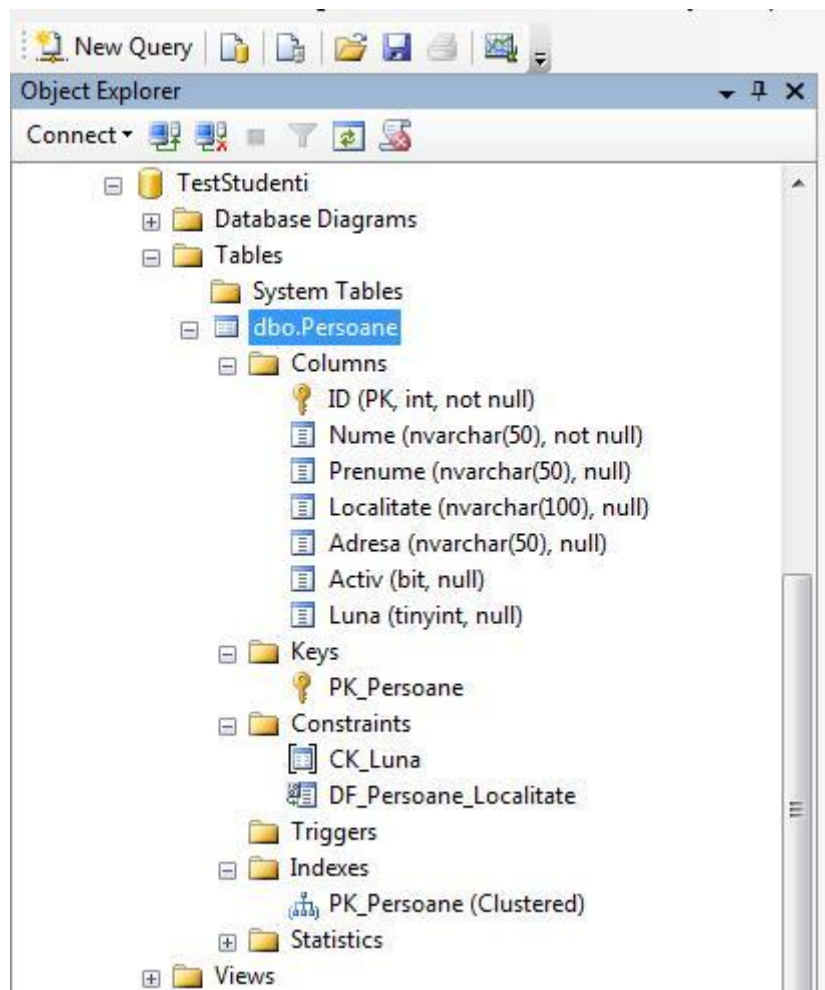 New Query
Object Explorer
Connect
TestStudenti
Database Diagrams
Tables
System Tables
dbo.Persoane
Columns
ID (PK, int, not null)
Nume (nvarchar(50), not null)
Prenume (nvarchar(50), null)
Localitate (nvarchar(100), null)
Adresa (nvarchar(50), null)
Activ (bit, null)
Luna (tinyint, null)
Keys
PK_Persoane
Constraints
CK_Luna
DF_Persoane_Localitate
Triggers
Indexes
PK_Persoane (Clustered)
Statistics
Views